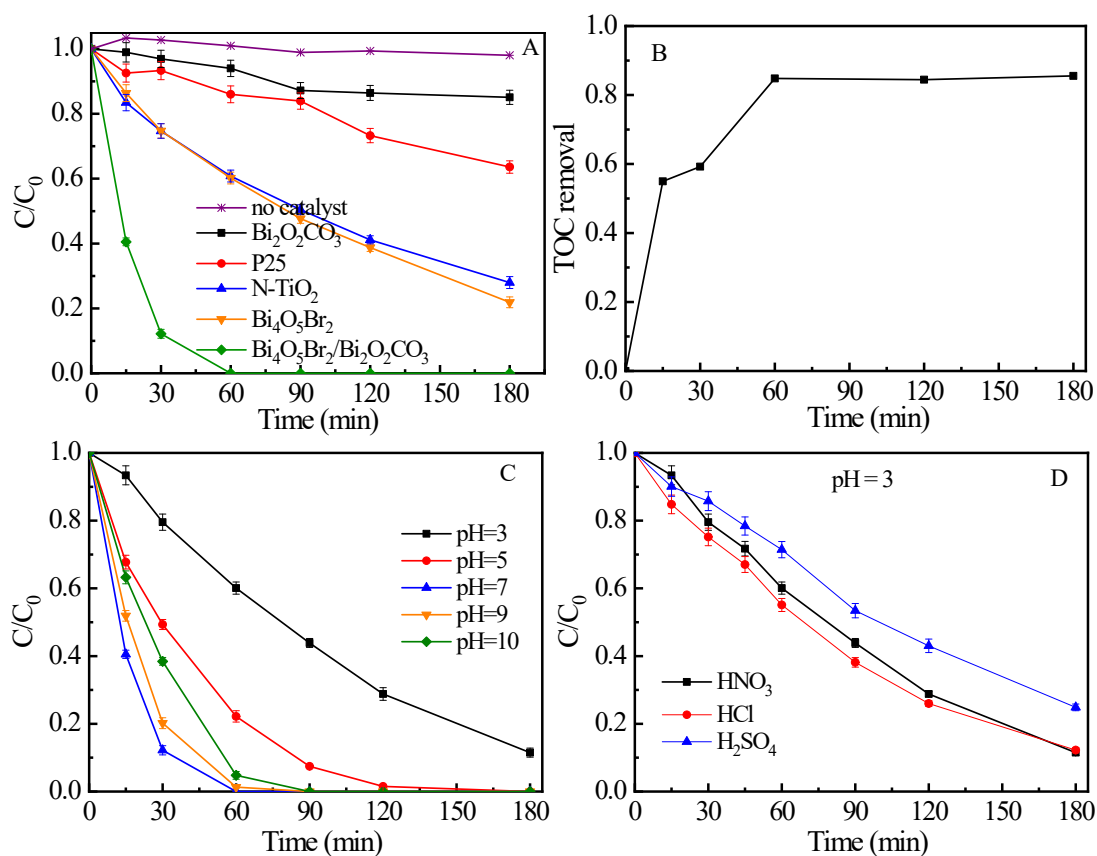 A
C/C₀
1.0
0.8
0.6
0.4
0.2
0.0
no catalyst
Bi₂O₂CO₃
P25
N-TiO₂
Bi₄O₅Br₂
Bi₄O₅Br₂/Bi₂O₂CO₃
0 30 60 90 120 180
Time (min)
B
TOC removal
1.0
0.8
0.6
0.4
0.2
0.0
0 30 60 90 120 180
Time (min)
C
C/C₀
1.0
0.8
0.6
0.4
0.2
0.0
pH=3
pH=5
pH=7
pH=9
pH=10
0 30 60 90 120 180
Time (min)
pH = 3 D
C/C₀
1.0
0.8
0.6
0.4
0.2
0.0
HNO₃
HCl
H₂SO₄
0 30 60 90 120 180
Time (min)